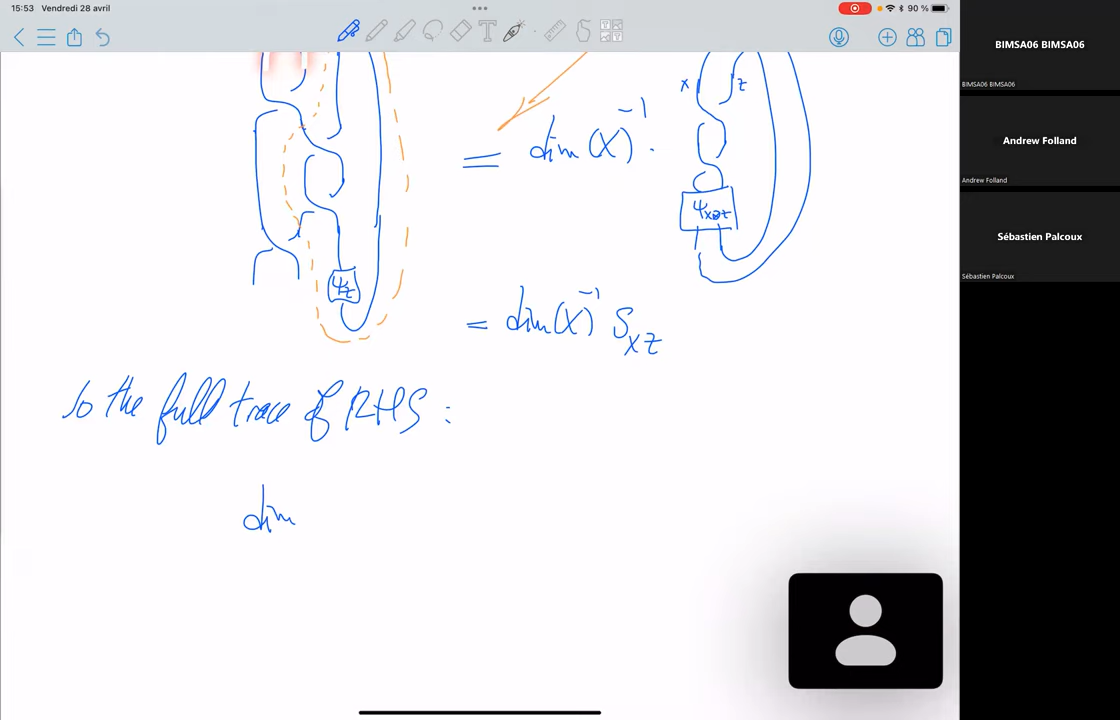 15:53 Vendredi 28 avril
90 %
BIMSA06 BIMSA06
BIMSA06 BIMSA06
Andrew Folland
Andrew Folland
Sébastien Palcoux
Sébastien Palcoux
x z
= dim(X)⁻¹ .
ψ_{X⊗Z}
ψ_Z
= dim(X)⁻¹ S_{XZ}
So the full trace of RHS :
dim